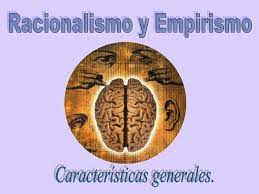 Racionalismo y Empirismo
Características generales.